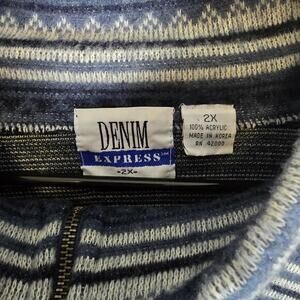 DENIM
EXPRESS
-2X-
2X
100% ACRYLIC
MADE IN KOREA
RN 42000